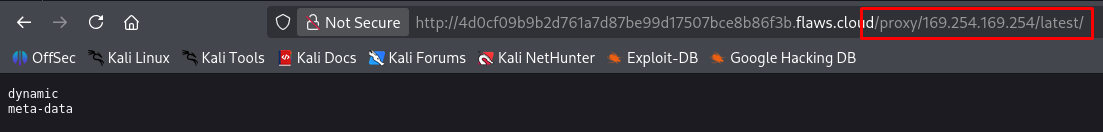 Not Secure http://4d0cf09b9b2d761a7d87be99d17507bce8b86f3b.flaws.cloud/proxy/169.254.169.254/latest/
OffSec Kali Linux Kali Tools Kali Docs Kali Forums Kali NetHunter Exploit-DB Google Hacking DB
dynamic
meta-data